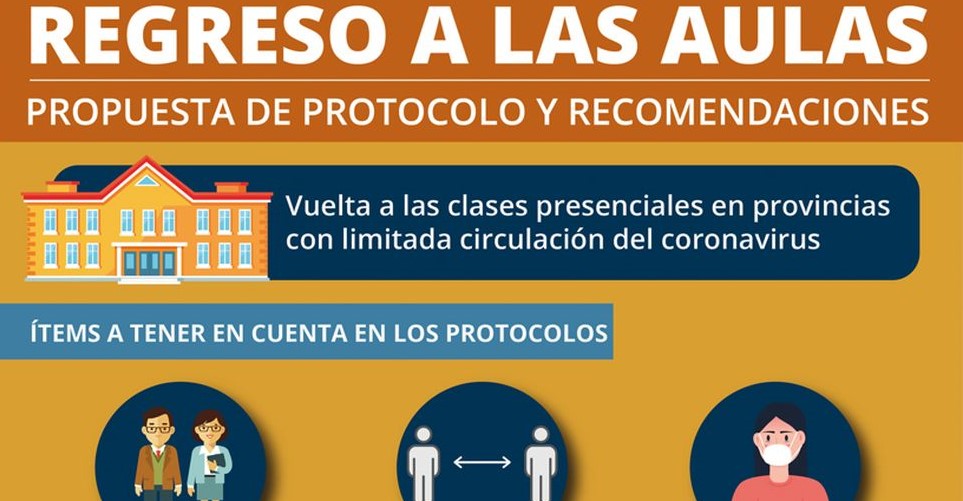 REGRESO A LAS AULAS
PROPUESTA DE PROTOCOLO Y RECOMENDACIONES
Vuelta a las clases presenciales en provincias
con limitada circulación del coronavirus
ÍTEMS A TENER EN CUENTA EN LOS PROTOCOLOS